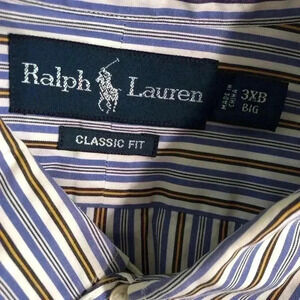 Ralph Lauren
MADE IN
CHINA
3XB
BIG
CLASSIC FIT